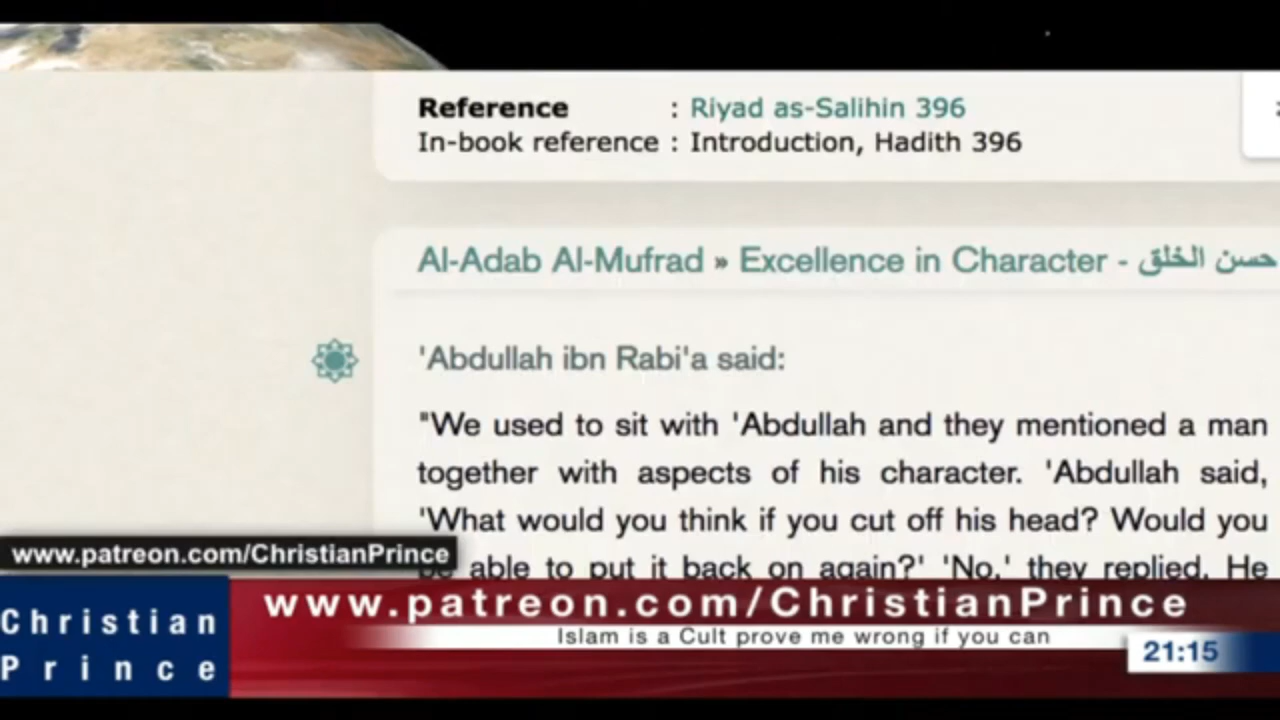 Reference : Riyad as-Salihin 396
In-book reference : Introduction, Hadith 396
Al-Adab Al-Mufrad » Excellence in Character - حسن الخلق
'Abdullah ibn Rabi'a said:
"We used to sit with 'Abdullah and they mentioned a man
together with aspects of his character. 'Abdullah said,
'What would you think if you cut off his head? Would you
be able to put it back on again?' 'No,' they replied. He
www.patreon.com/ChristianPrince
www.patreon.com/ChristianPrince
Islam is a Cult prove me wrong if you can
Christian
Prince
21:15